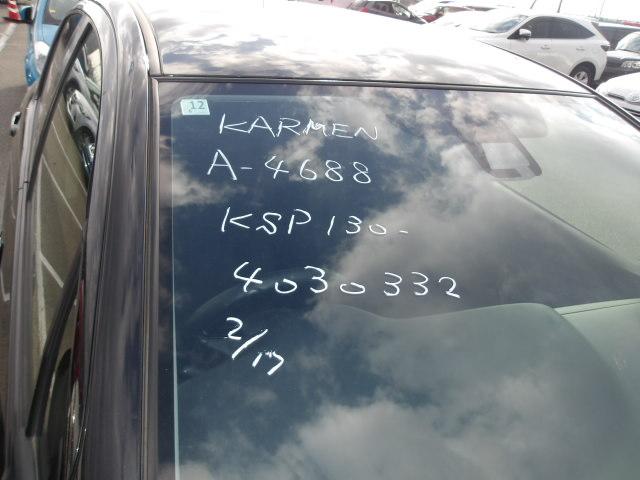 12
KARMEN
A-4688
KSP130-
4030332
2/17